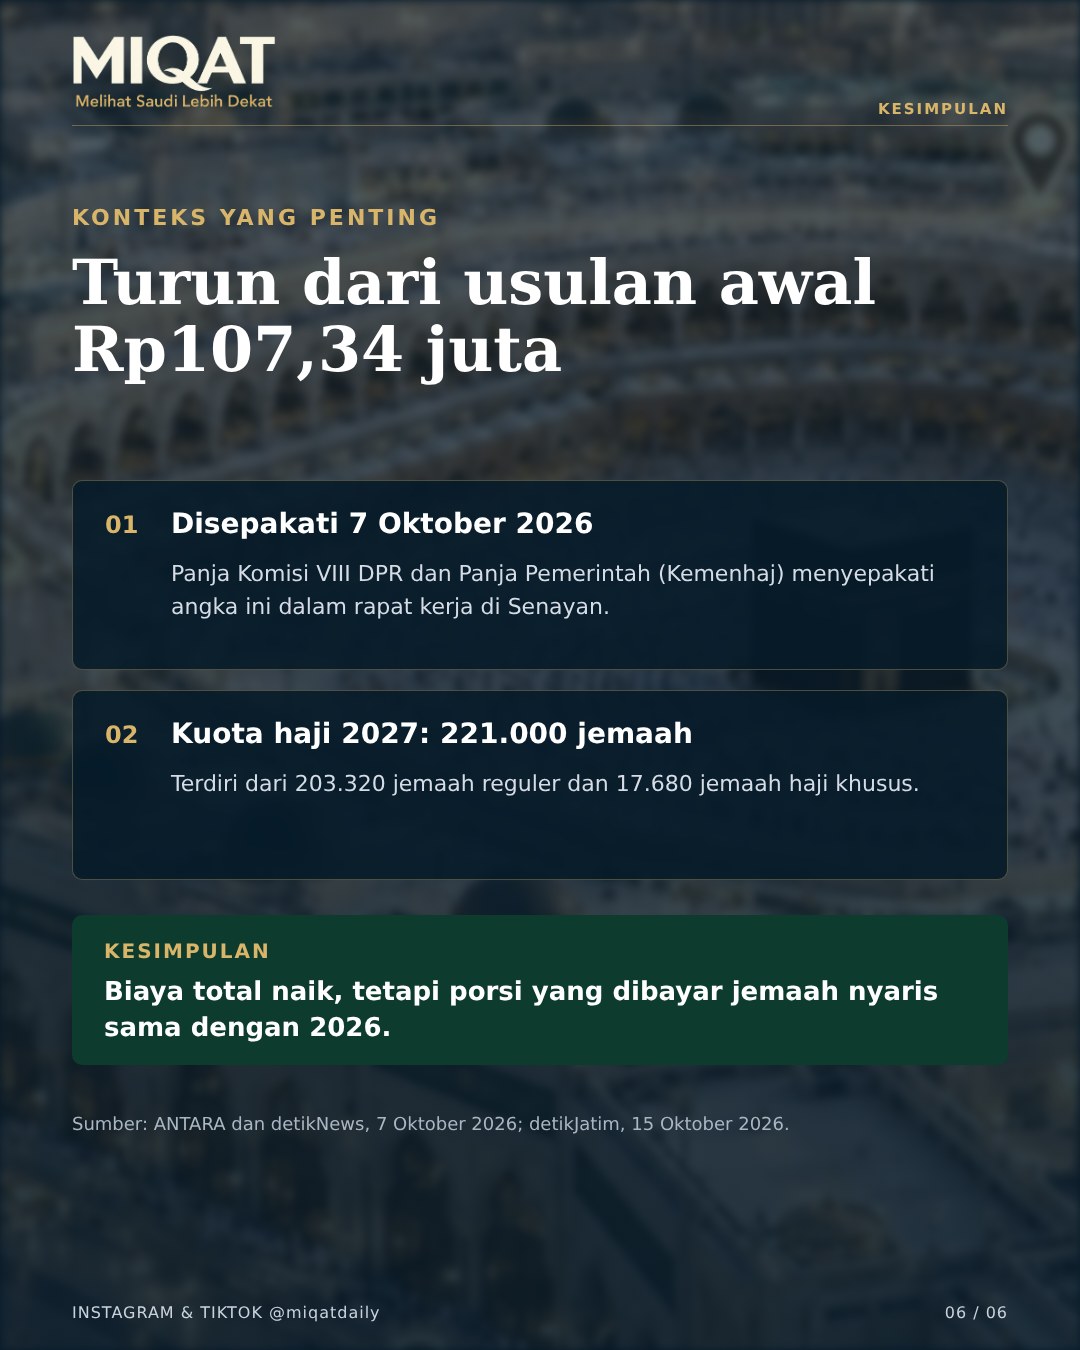 MIQAT
Melihat Saudi Lebih Dekat
KESIMPULAN
KONTEKS YANG PENTING
Turun dari usulan awal
Rp107,34 juta
01 Disepakati 7 Oktober 2026
Panja Komisi VIII DPR dan Panja Pemerintah (Kemenhaj) menyepakati
angka ini dalam rapat kerja di Senayan.
02 Kuota haji 2027: 221.000 jemaah
Terdiri dari 203.320 jemaah reguler dan 17.680 jemaah haji khusus.
KESIMPULAN
Biaya total naik, tetapi porsi yang dibayar jemaah nyaris
sama dengan 2026.
Sumber: ANTARA dan detikNews, 7 Oktober 2026; detikJatim, 15 Oktober 2026.
INSTAGRAM & TIKTOK @miqatdaily
06 / 06